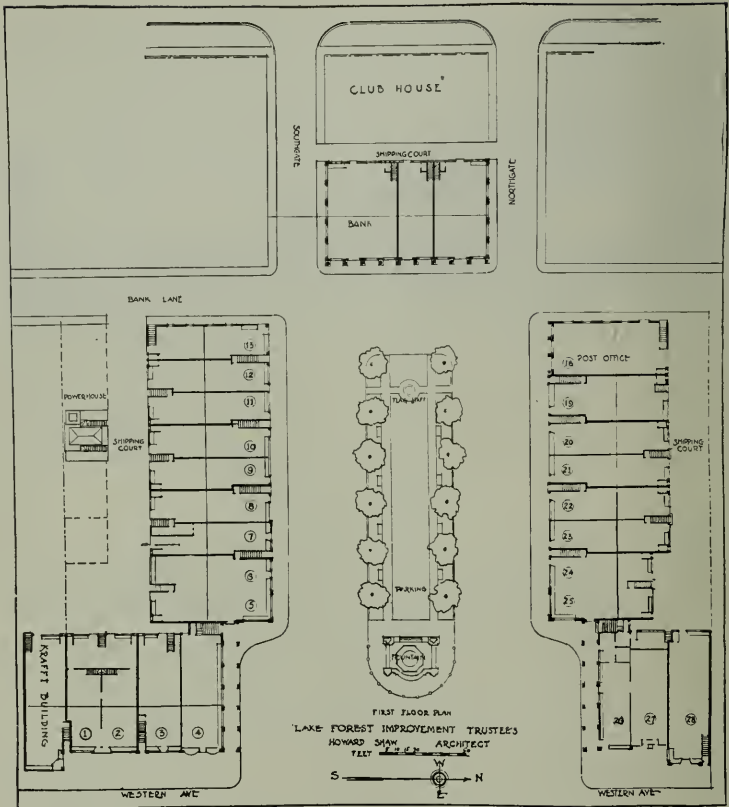 CLUB HOUSE
SOUTHGATE
SHIPPING COURT
NORTHGATE
BANK
BANK LANE
13
12
11
10
9
8
7
6
5
POWERHOUSE
SHIPPING
COURT
FLAG STAFF
PARKING
FOUNTAIN
POST OFFICE
18
19
20
21
22
23
24
25
SHIPPING
COURT
KRAFFT BUILDING
1
2
3
4
26
27
28
FIRST FLOOR PLAN
LAKE FOREST IMPROVEMENT TRUSTEES
HOWARD SHAW ARCHITECT
FEET
W
S N
E
WESTERN AVE
WESTERN AVE